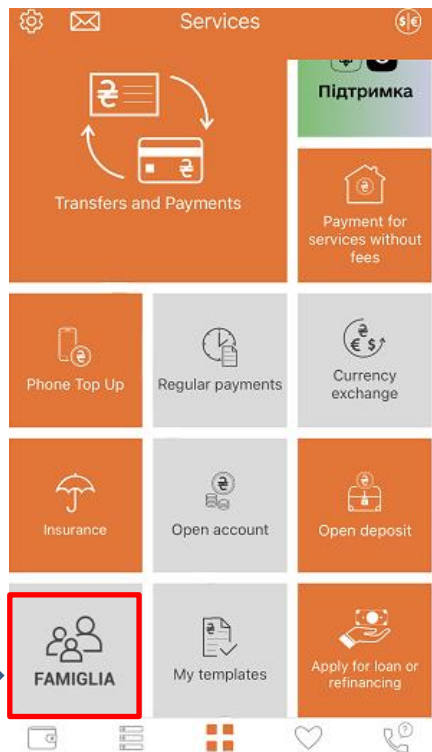 Services
Підтримка
Transfers and Payments
Payment for
services without
fees
Phone Top Up
Regular payments
Currency
exchange
Insurance
Open account
Open deposit
FAMIGLIA
My templates
Apply for loan or
refinancing